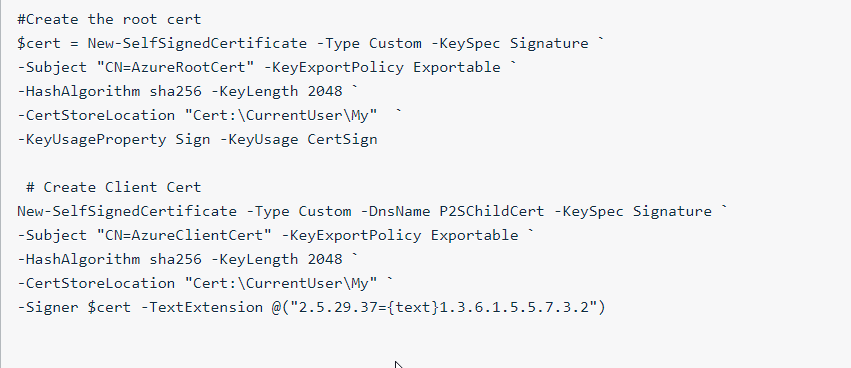 #Create the root cert
$cert = New-SelfSignedCertificate -Type Custom -KeySpec Signature `
-Subject "CN=AzureRootCert" -KeyExportPolicy Exportable `
-HashAlgorithm sha256 -KeyLength 2048 `
-CertStoreLocation "Cert:\CurrentUser\My"  `
-KeyUsageProperty Sign -KeyUsage CertSign

 # Create Client Cert
New-SelfSignedCertificate -Type Custom -DnsName P2SChildCert -KeySpec Signature `
-Subject "CN=AzureClientCert" -KeyExportPolicy Exportable `
-HashAlgorithm sha256 -KeyLength 2048 `
-CertStoreLocation "Cert:\CurrentUser\My" `
-Signer $cert -TextExtension @("2.5.29.37={text}1.3.6.1.5.5.7.3.2")